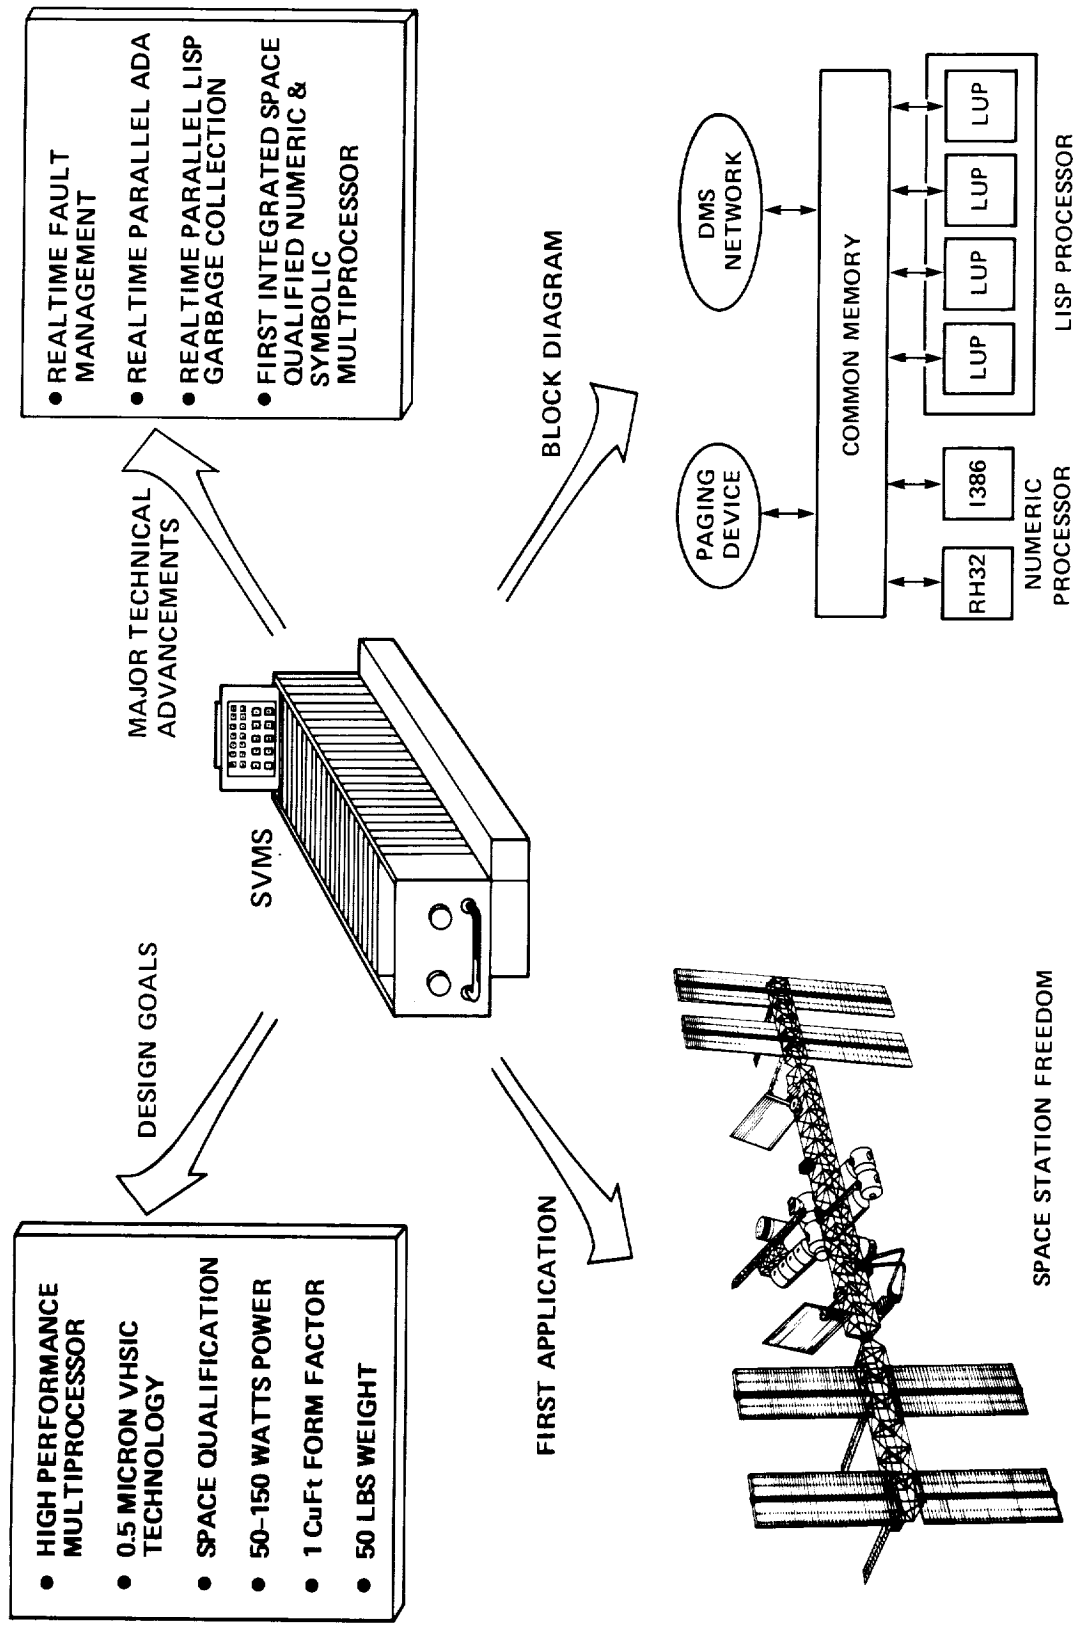 DESIGN GOALS
● HIGH PERFORMANCE
MULTIPROCESSOR
● 0.5 MICRON VHSIC
TECHNOLOGY
● SPACE QUALIFICATION
● 50–150 WATTS POWER
● 1 CuFt FORM FACTOR
● 50 LBS WEIGHT
SVMS
MAJOR TECHNICAL
ADVANCEMENTS
● REALTIME FAULT
MANAGEMENT
● REALTIME PARALLEL ADA
● REALTIME PARALLEL LISP
GARBAGE COLLECTION
● FIRST INTEGRATED SPACE
QUALIFIED NUMERIC &
SYMBOLIC
MULTIPROCESSOR
FIRST APPLICATION
SPACE STATION FREEDOM
BLOCK DIAGRAM
PAGING
DEVICE
DMS
NETWORK
COMMON MEMORY
RH32
I386
LUP
LUP
LUP
LUP
NUMERIC
PROCESSOR
LISP PROCESSOR